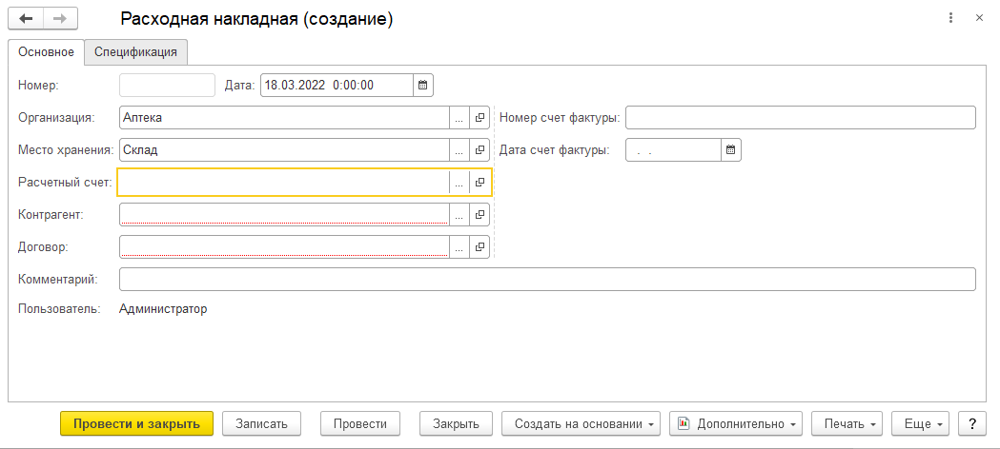 Расходная накладная (создание)
Основное Спецификация
Номер: Дата: 18.03.2022 0:00:00
Организация: Аптека ... Номер счет фактуры:
Место хранения: Склад ... Дата счет фактуры: . .
Расчетный счет: ...
Контрагент: ...
Договор: ...
Комментарий:
Пользователь: Администратор
Провести и закрыть Записать Провести Закрыть Создать на основании Дополнительно Печать Еще ?